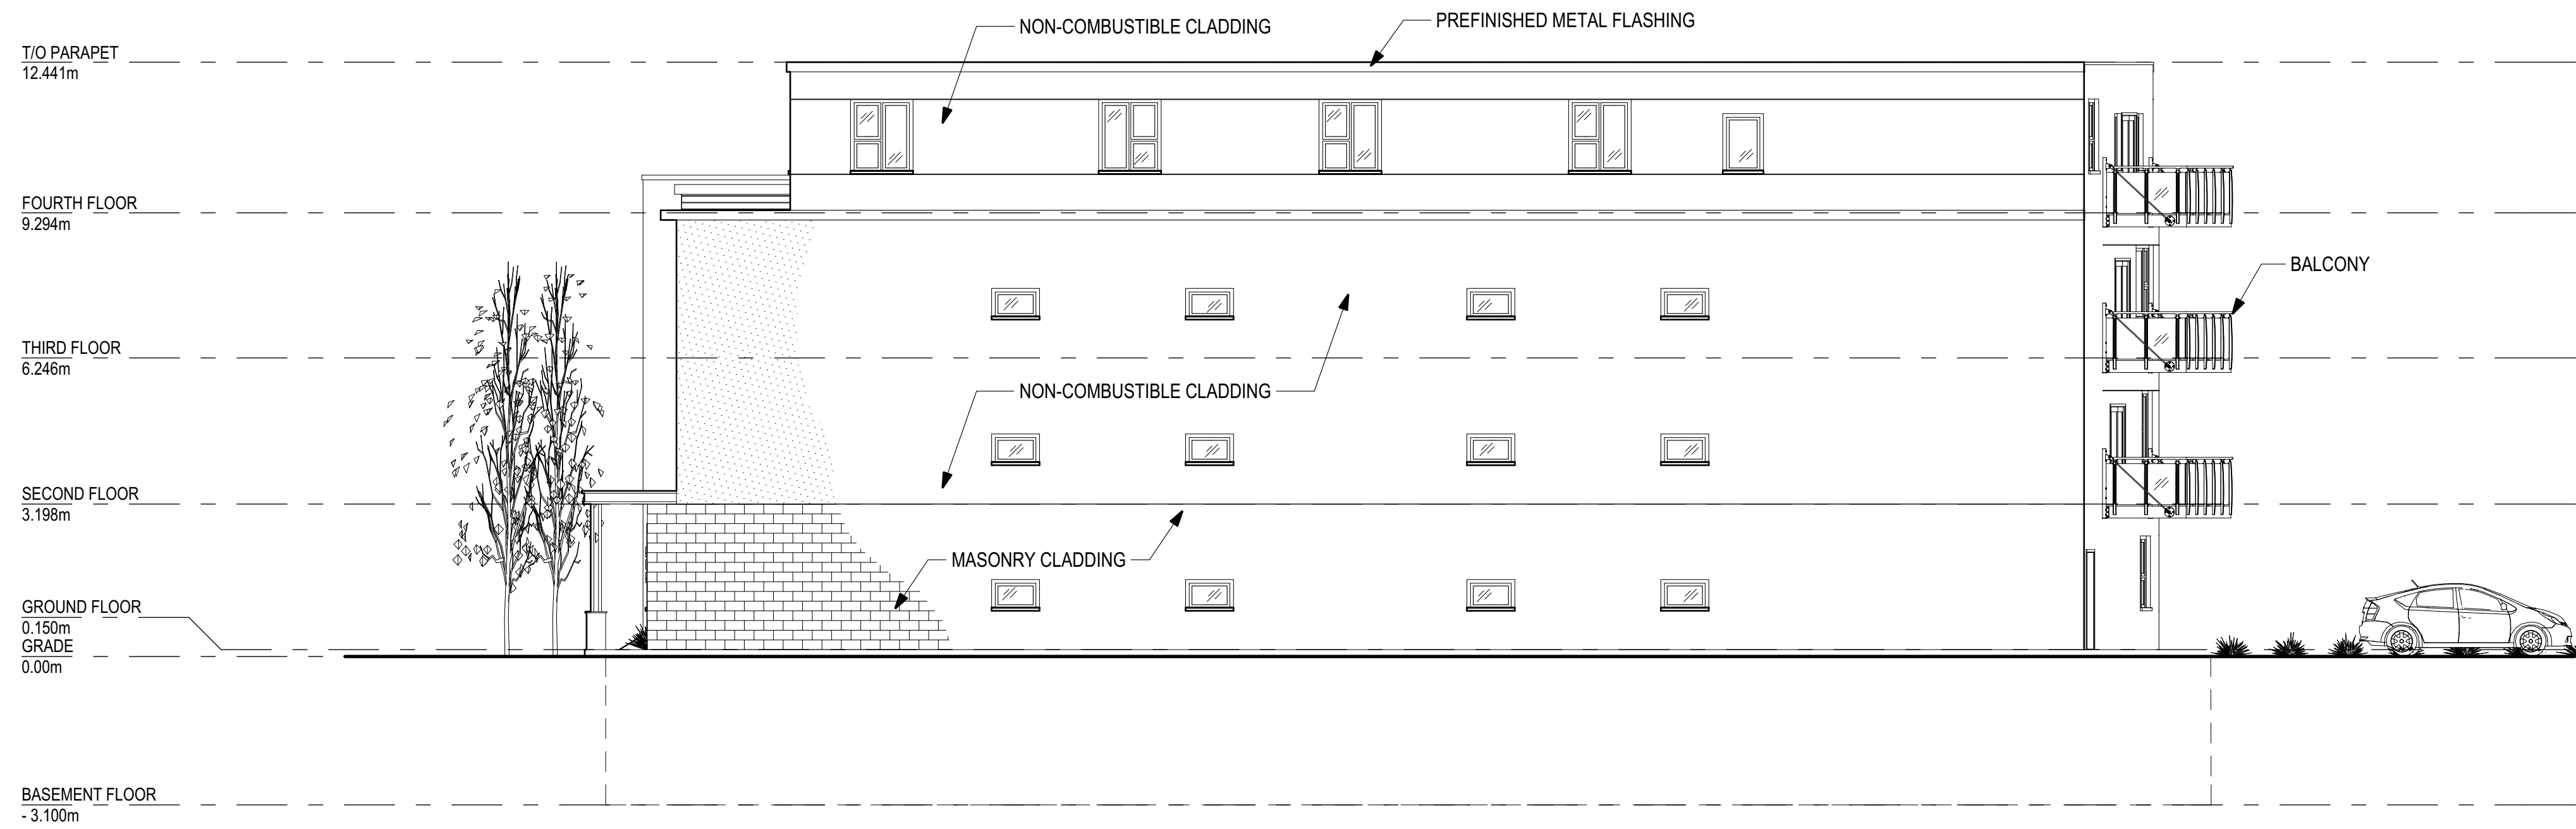 NON-COMBUSTIBLE CLADDING
PREFINISHED METAL FLASHING
T/O PARAPET
12.441m
FOURTH FLOOR
9.294m
BALCONY
THIRD FLOOR
6.246m
NON-COMBUSTIBLE CLADDING
SECOND FLOOR
3.198m
MASONRY CLADDING
GROUND FLOOR
0.150m
GRADE
0.00m
BASEMENT FLOOR
- 3.100m